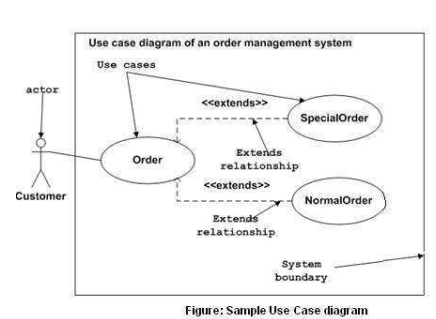 Use case diagram of an order management system
Use cases
actor
<<extends>>
SpecialOrder
Order
Extends
relationship
<<extends>>
Customer
NormalOrder
Extends
relationship
System
boundary
Figure: Sample Use Case diagram